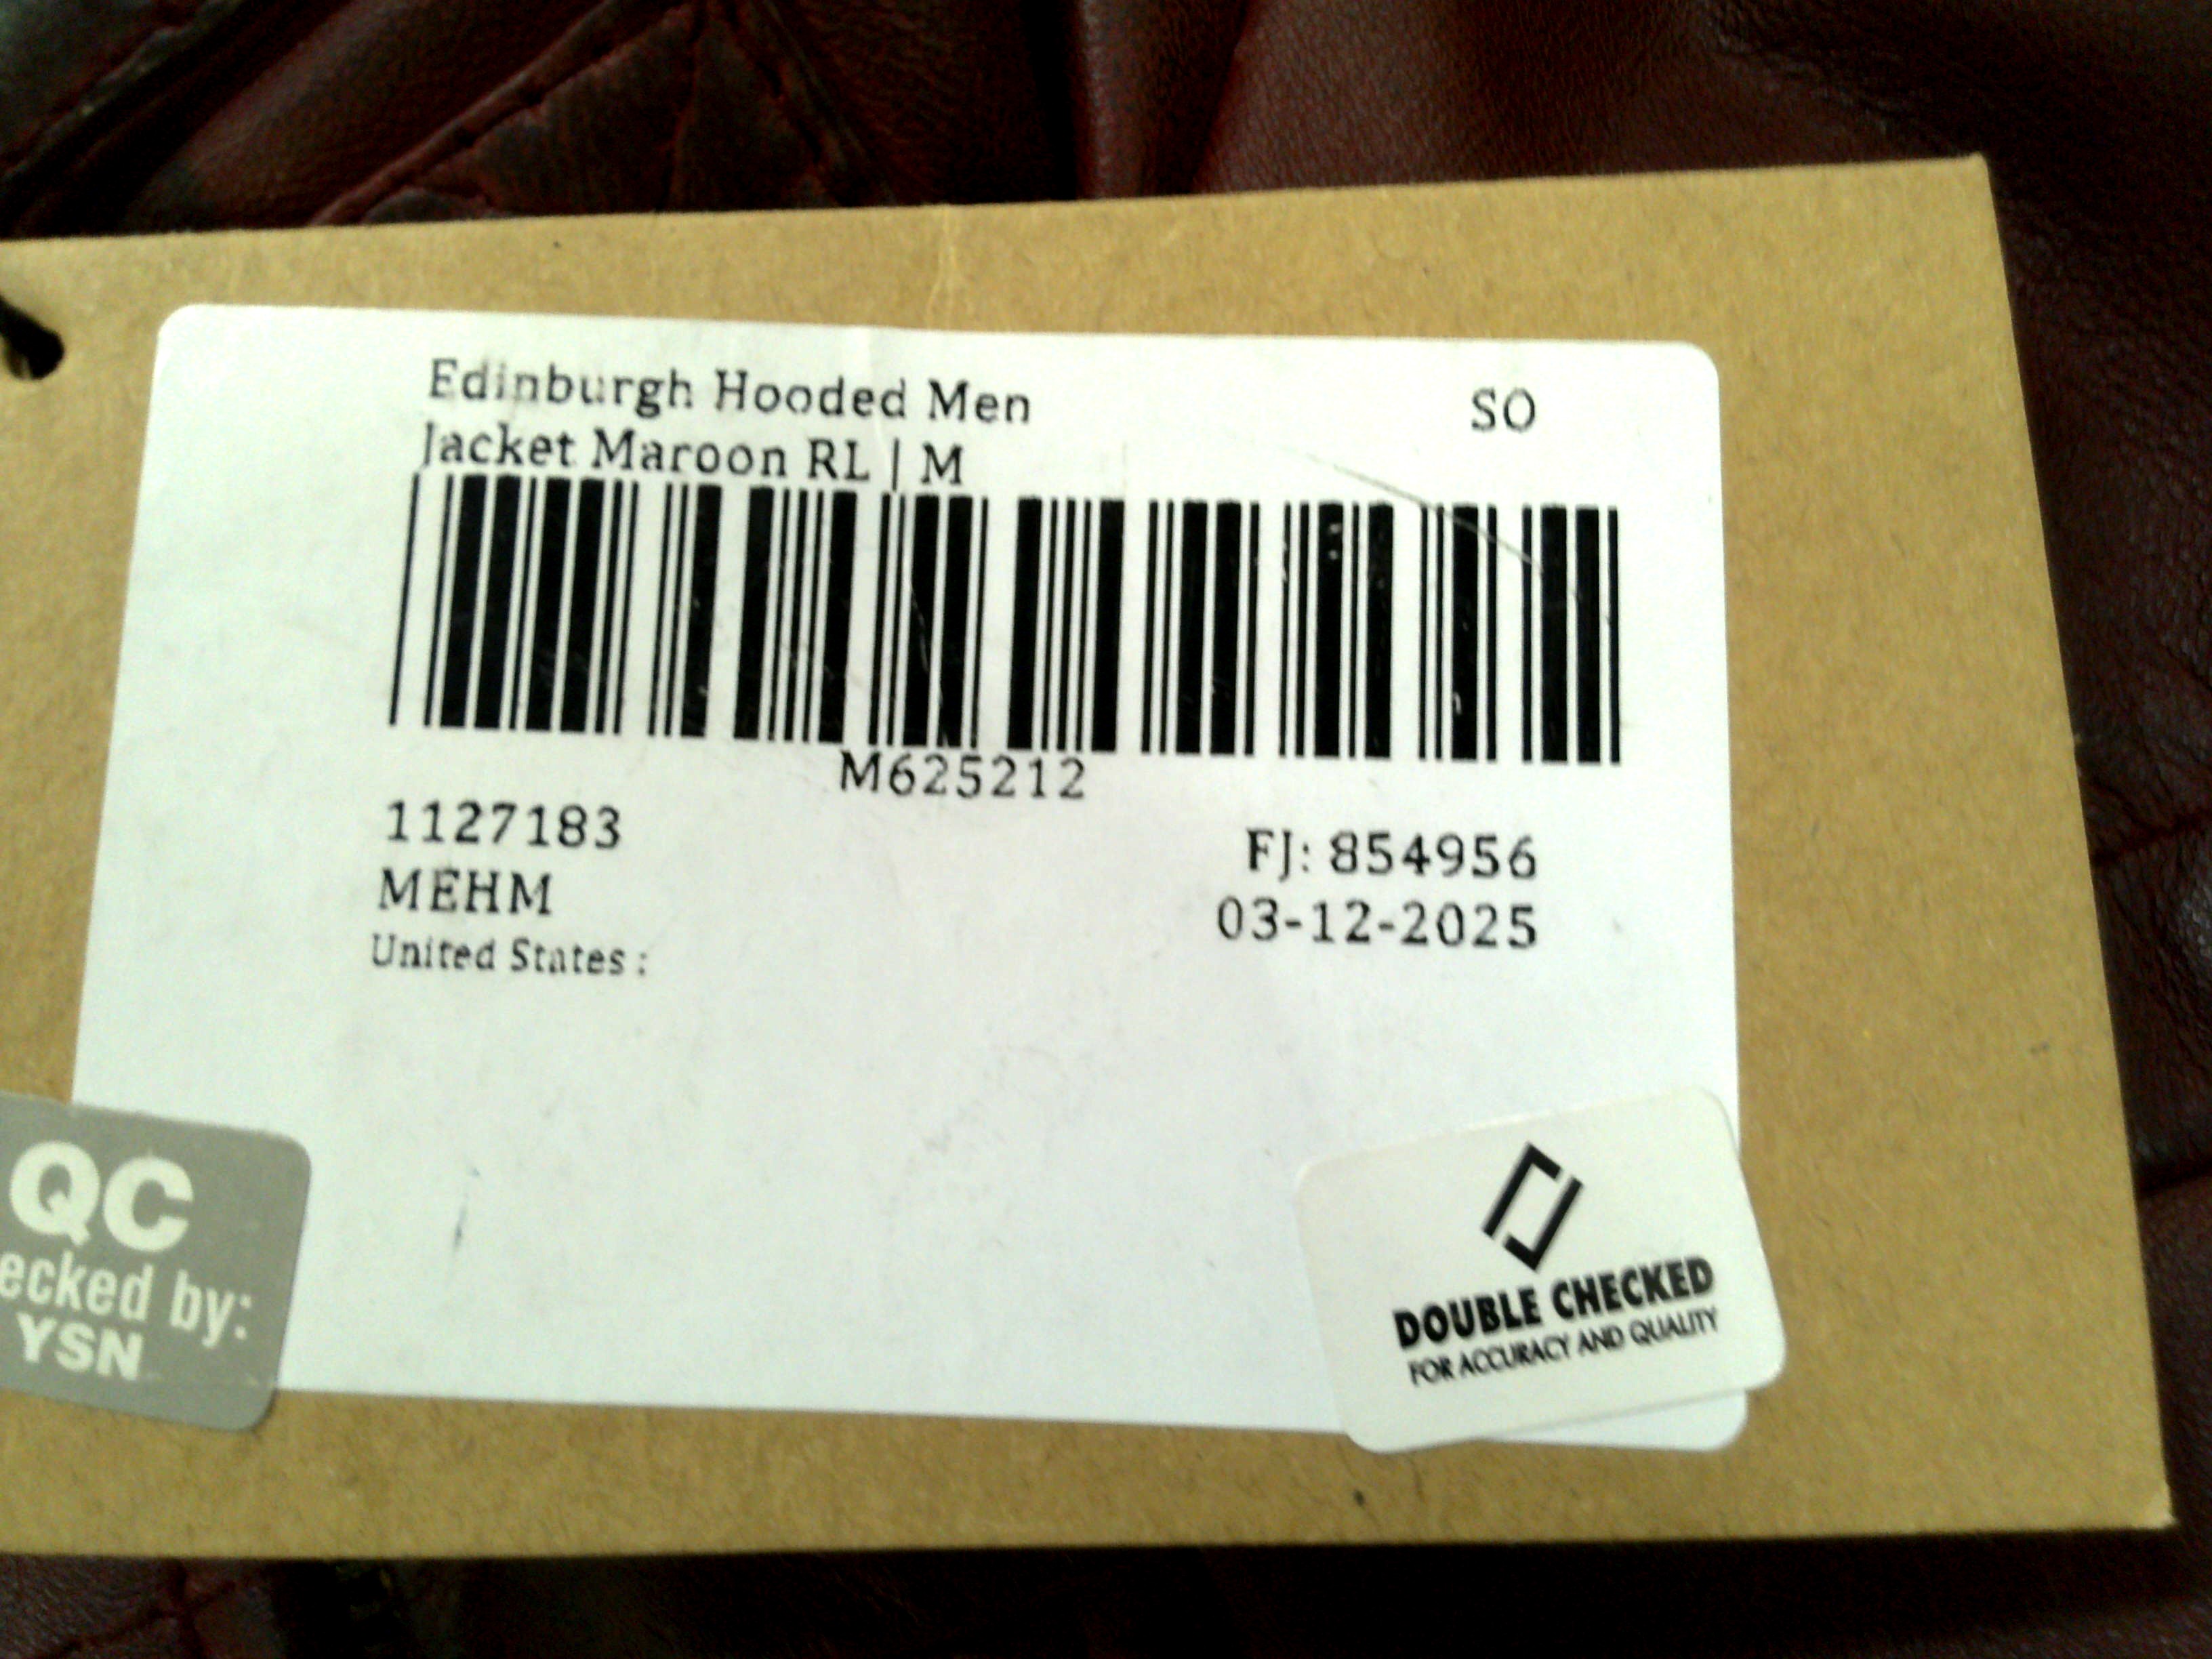 Edinburgh Hooded Men
Jacket Maroon RL | M
SO
M625212
1127183
MEHM
United States :
FJ: 854956
03-12-2025
QC
ecked by:
YSN
DOUBLE CHECKED
FOR ACCURACY AND QUALITY